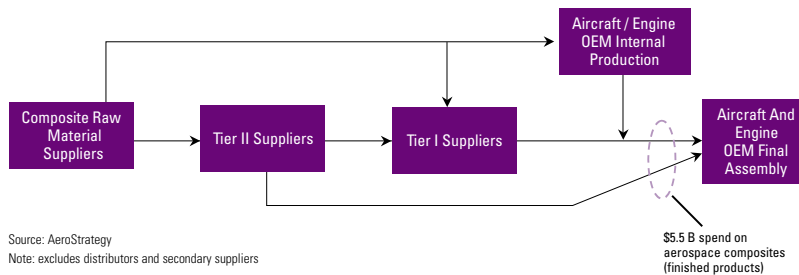 Aircraft / Engine
OEM Internal
Production
Composite Raw
Material
Suppliers
Tier II Suppliers
Tier I Suppliers
Aircraft And
Engine
OEM Final
Assembly
$5.5 B spend on
aerospace composites
(finished products)
Source: AeroStrategy
Note: excludes distributors and secondary suppliers